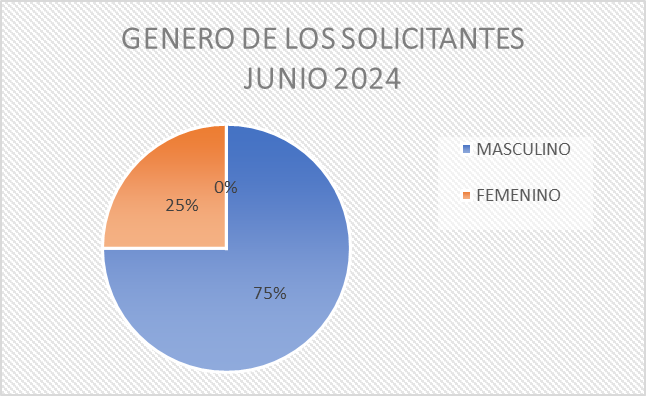 GENERO DE LOS SOLICITANTES
JUNIO 2024
MASCULINO
FEMENINO
0%
25%
75%